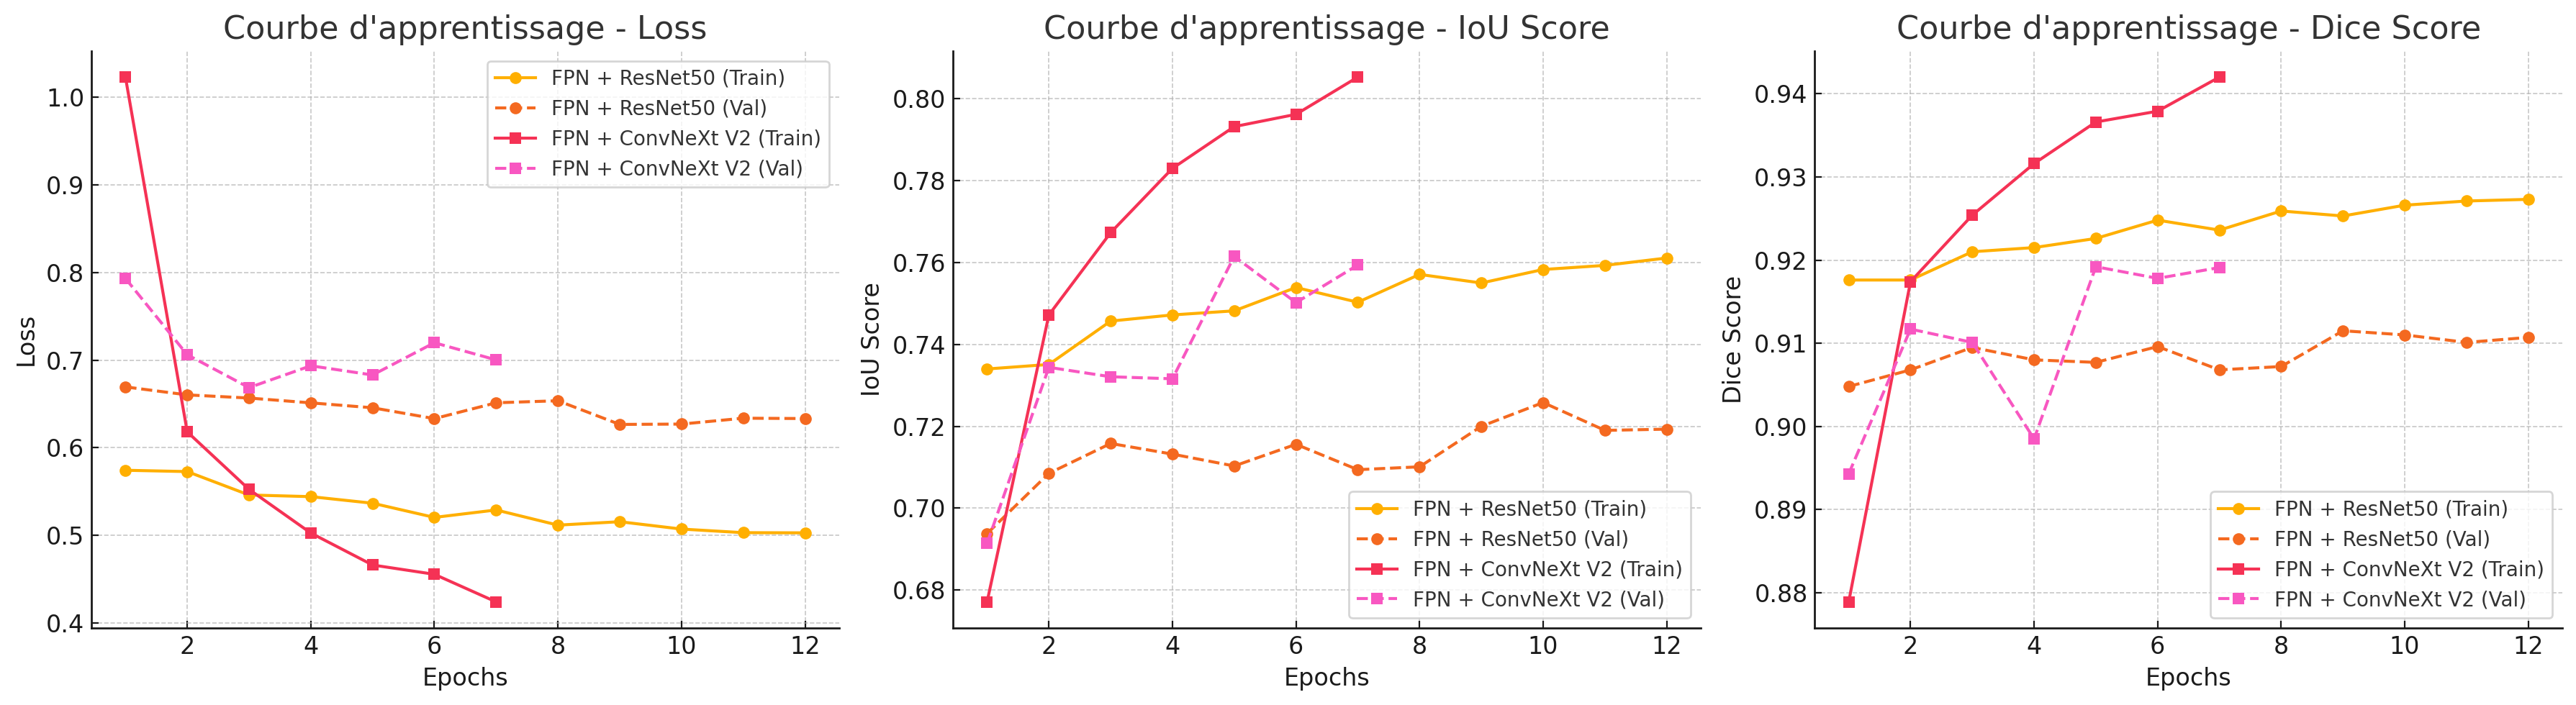 Courbe d'apprentissage - Loss
1.0
0.9
0.8
0.7
0.6
0.5
0.4
Loss
2 4 6 8 10 12
Epochs
FPN + ResNet50 (Train)
FPN + ResNet50 (Val)
FPN + ConvNeXt V2 (Train)
FPN + ConvNeXt V2 (Val)
Courbe d'apprentissage - IoU Score
0.80
0.78
0.76
0.74
0.72
0.70
0.68
IoU Score
2 4 6 8 10 12
Epochs
FPN + ResNet50 (Train)
FPN + ResNet50 (Val)
FPN + ConvNeXt V2 (Train)
FPN + ConvNeXt V2 (Val)
Courbe d'apprentissage - Dice Score
0.94
0.93
0.92
0.91
0.90
0.89
0.88
Dice Score
2 4 6 8 10 12
Epochs
FPN + ResNet50 (Train)
FPN + ResNet50 (Val)
FPN + ConvNeXt V2 (Train)
FPN + ConvNeXt V2 (Val)